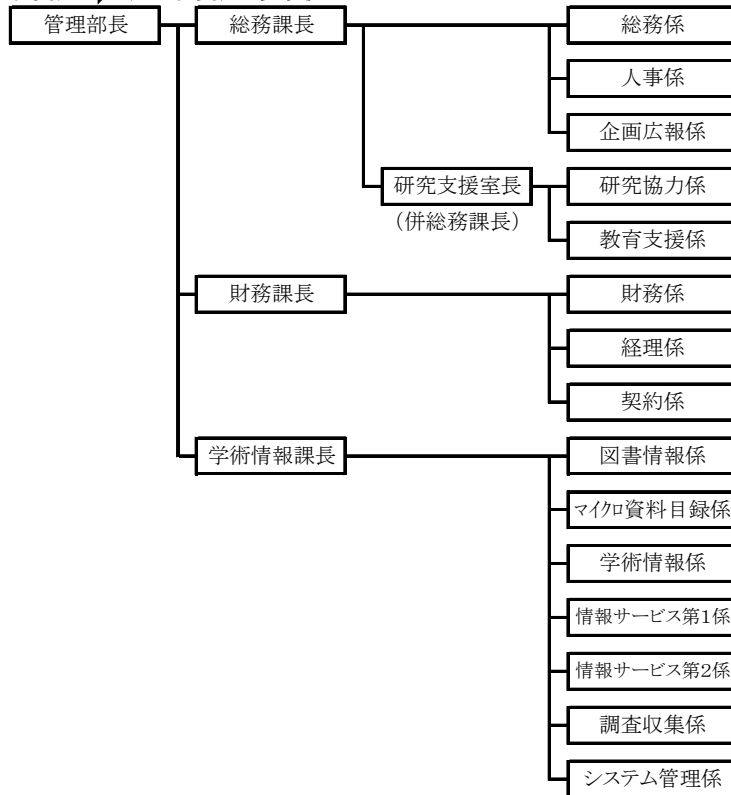 管理部長
総務課長
総務係
人事係
企画広報係
研究支援室長
(併総務課長)
研究協力係
教育支援係
財務課長
財務係
経理係
契約係
学術情報課長
図書情報係
マイクロ資料目録係
学術情報係
情報サービス第1係
情報サービス第2係
調査収集係
システム管理係